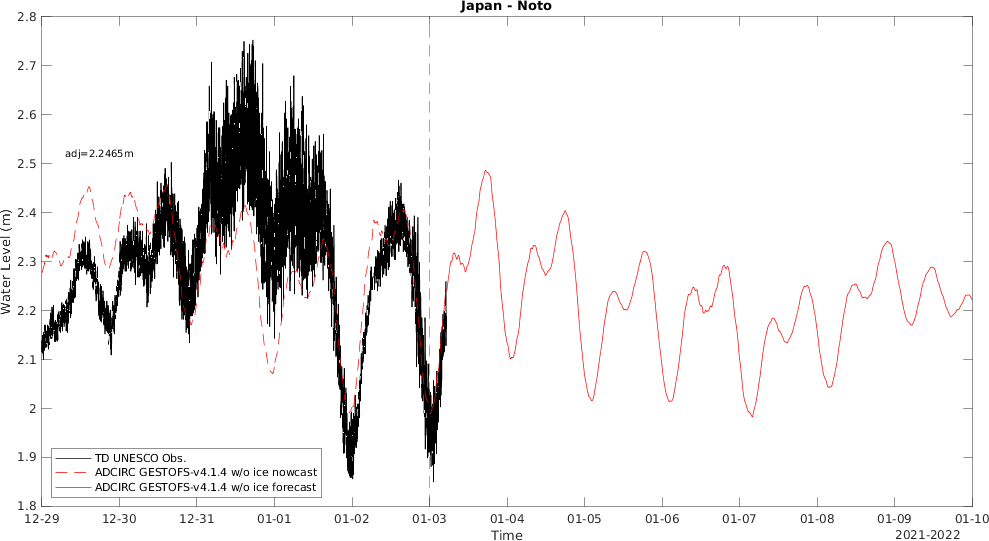 Japan - Noto
2.8
2.7
2.6
2.5
2.4
2.3
2.2
2.1
2
1.9
1.8
Water Level (m)
adj=2.2465m
TD UNESCO Obs.
ADCIRC GESTOFS-v4.1.4 w/o ice nowcast
ADCIRC GESTOFS-v4.1.4 w/o ice forecast
12-29 12-30 12-31 01-01 01-02 01-03 01-04 01-05 01-06 01-07 01-08 01-09 01-10
Time
2021-2022